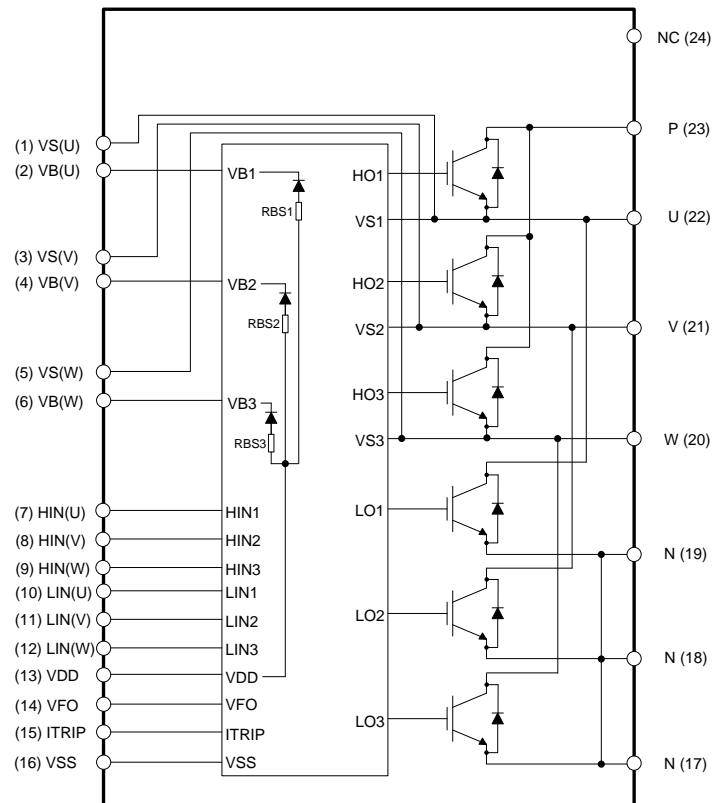 NC (24)
P (23)
(1) VS(U)
(2) VB(U)
VB1
HO1
RBS1
VS1
U (22)
(3) VS(V)
(4) VB(V)
VB2
HO2
RBS2
VS2
V (21)
(5) VS(W)
(6) VB(W)
VB3
HO3
RBS3
VS3
W (20)
(7) HIN(U)
HIN1
LO1
(8) HIN(V)
HIN2
N (19)
(9) HIN(W)
HIN3
(10) LIN(U)
LIN1
(11) LIN(V)
LIN2
LO2
(12) LIN(W)
LIN3
N (18)
(13) VDD
VDD
(14) VFO
VFO
LO3
(15) ITRIP
ITRIP
(16) VSS
VSS
N (17)